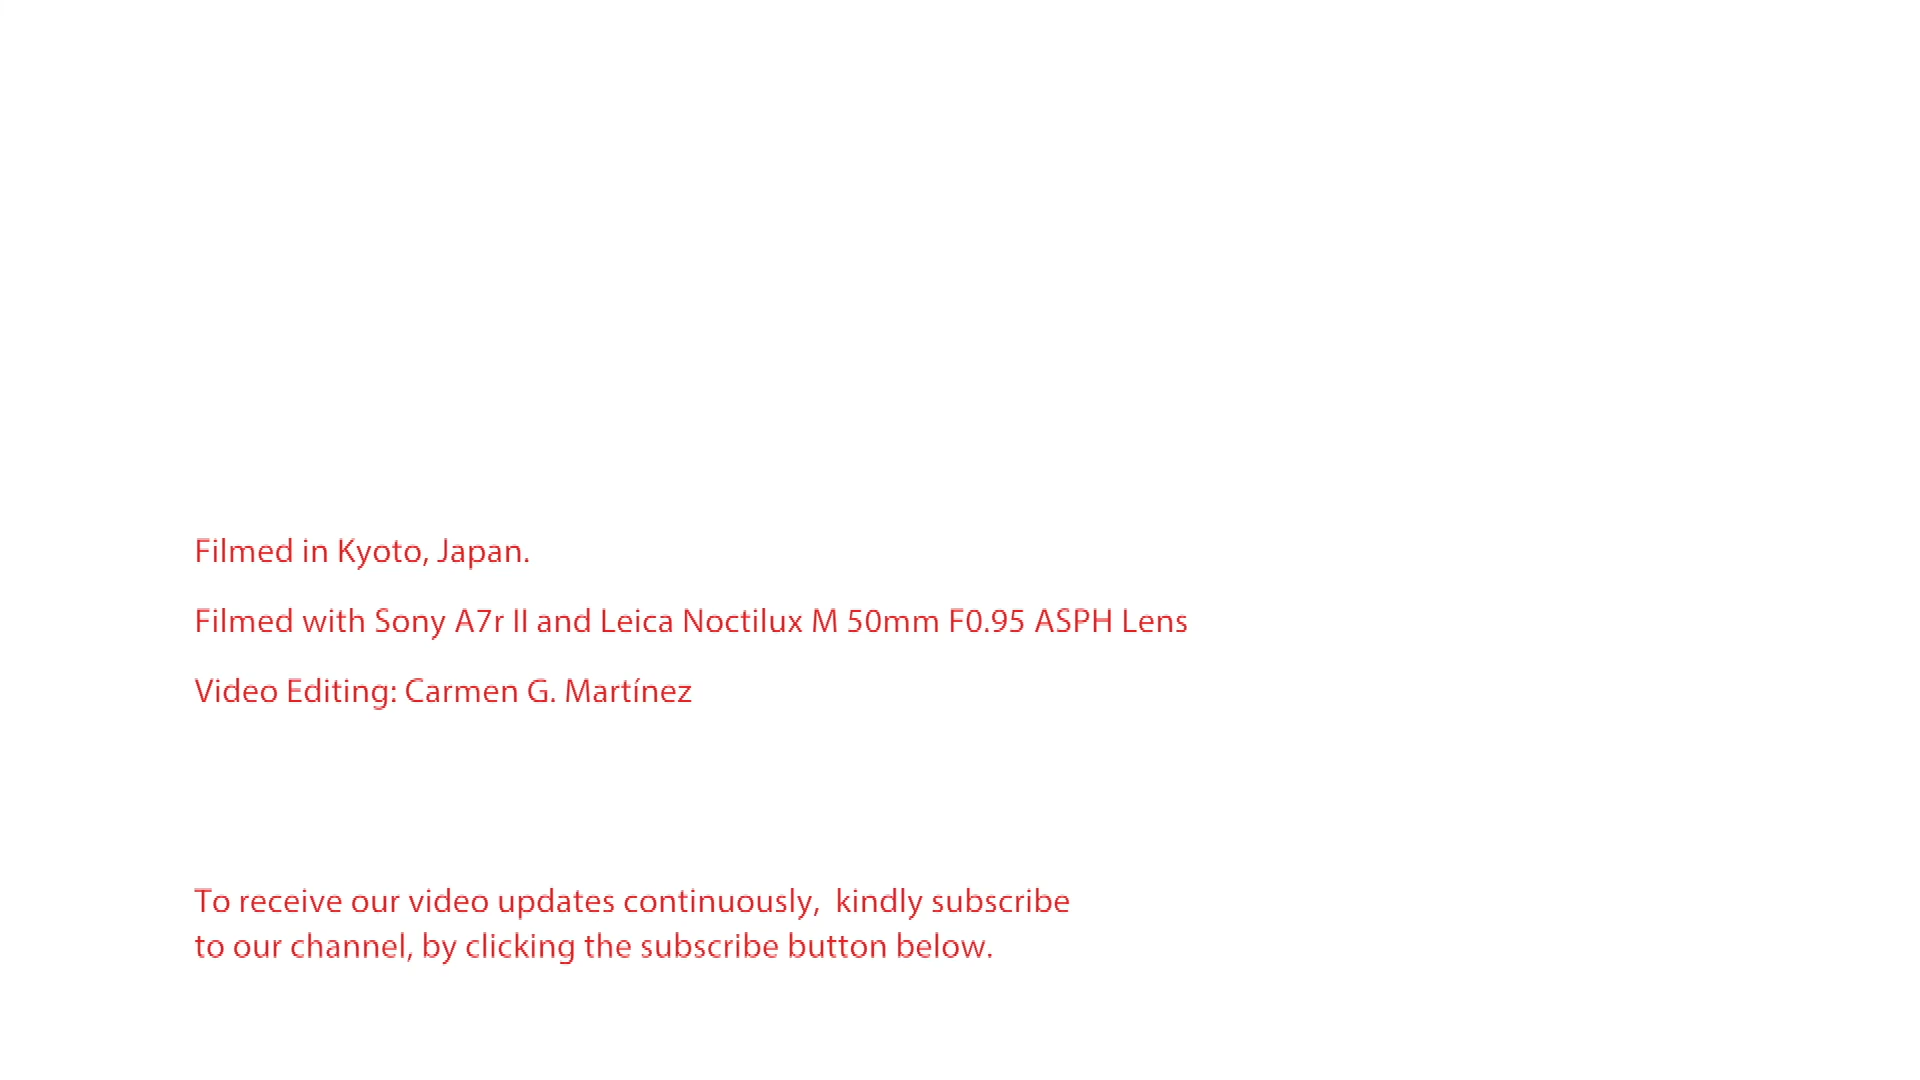 Filmed in Kyoto, Japan.
Filmed with Sony A7r II and Leica Noctilux M 50mm F0.95 ASPH Lens
Video Editing: Carmen G. Martínez
To receive our video updates continuously,  kindly subscribe
to our channel, by clicking the subscribe button below.